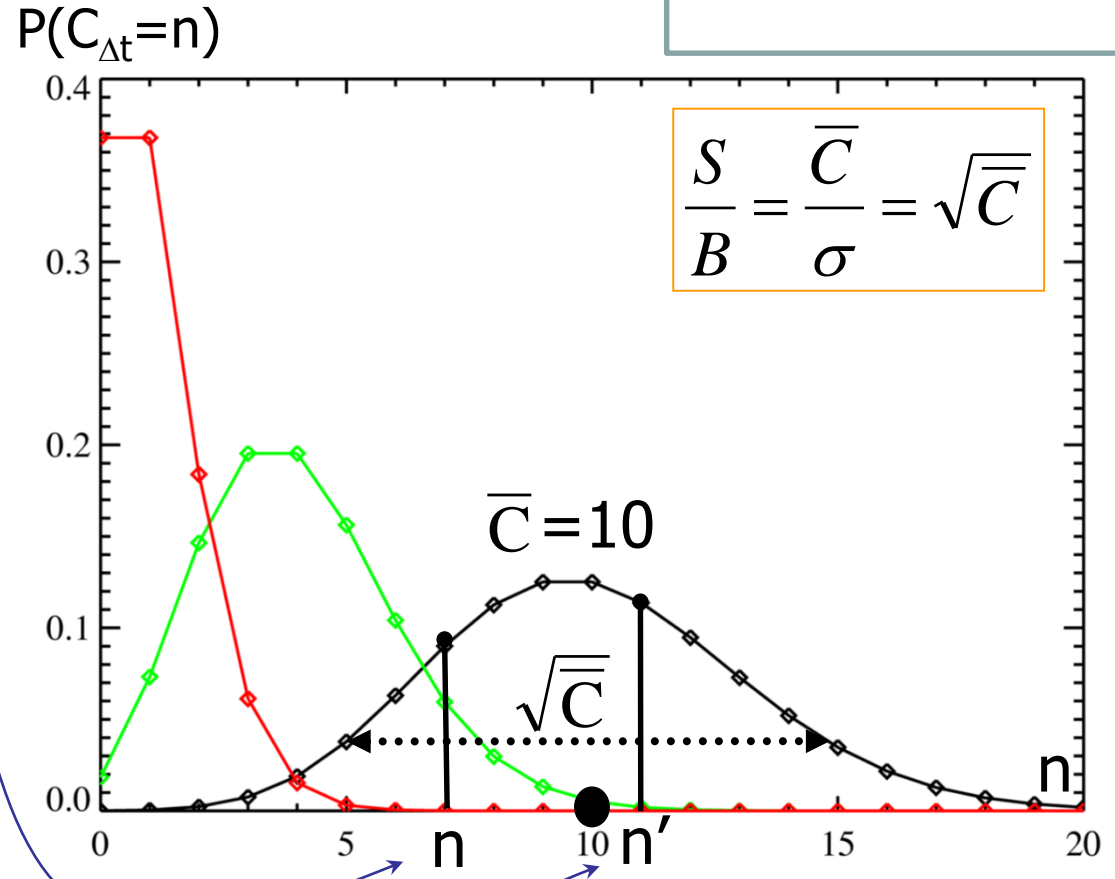 P(C_Δt=n)
0.4
S/B = C̅/σ = √C̅
0.3
0.2
C̅=10
0.1
√C̅
n
0.0
0 5 n 10 n′ 15 20